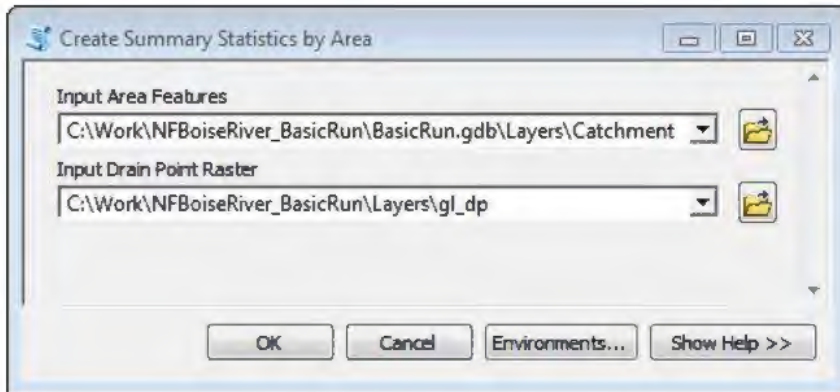 Create Summary Statistics by Area
Input Area Features
C:\Work\NFBoiseRiver_BasicRun\BasicRun.gdb\Layers\Catchment
Input Drain Point Raster
C:\Work\NFBoiseRiver_BasicRun\Layers\gl_dp
OK
Cancel
Environments...
Show Help >>